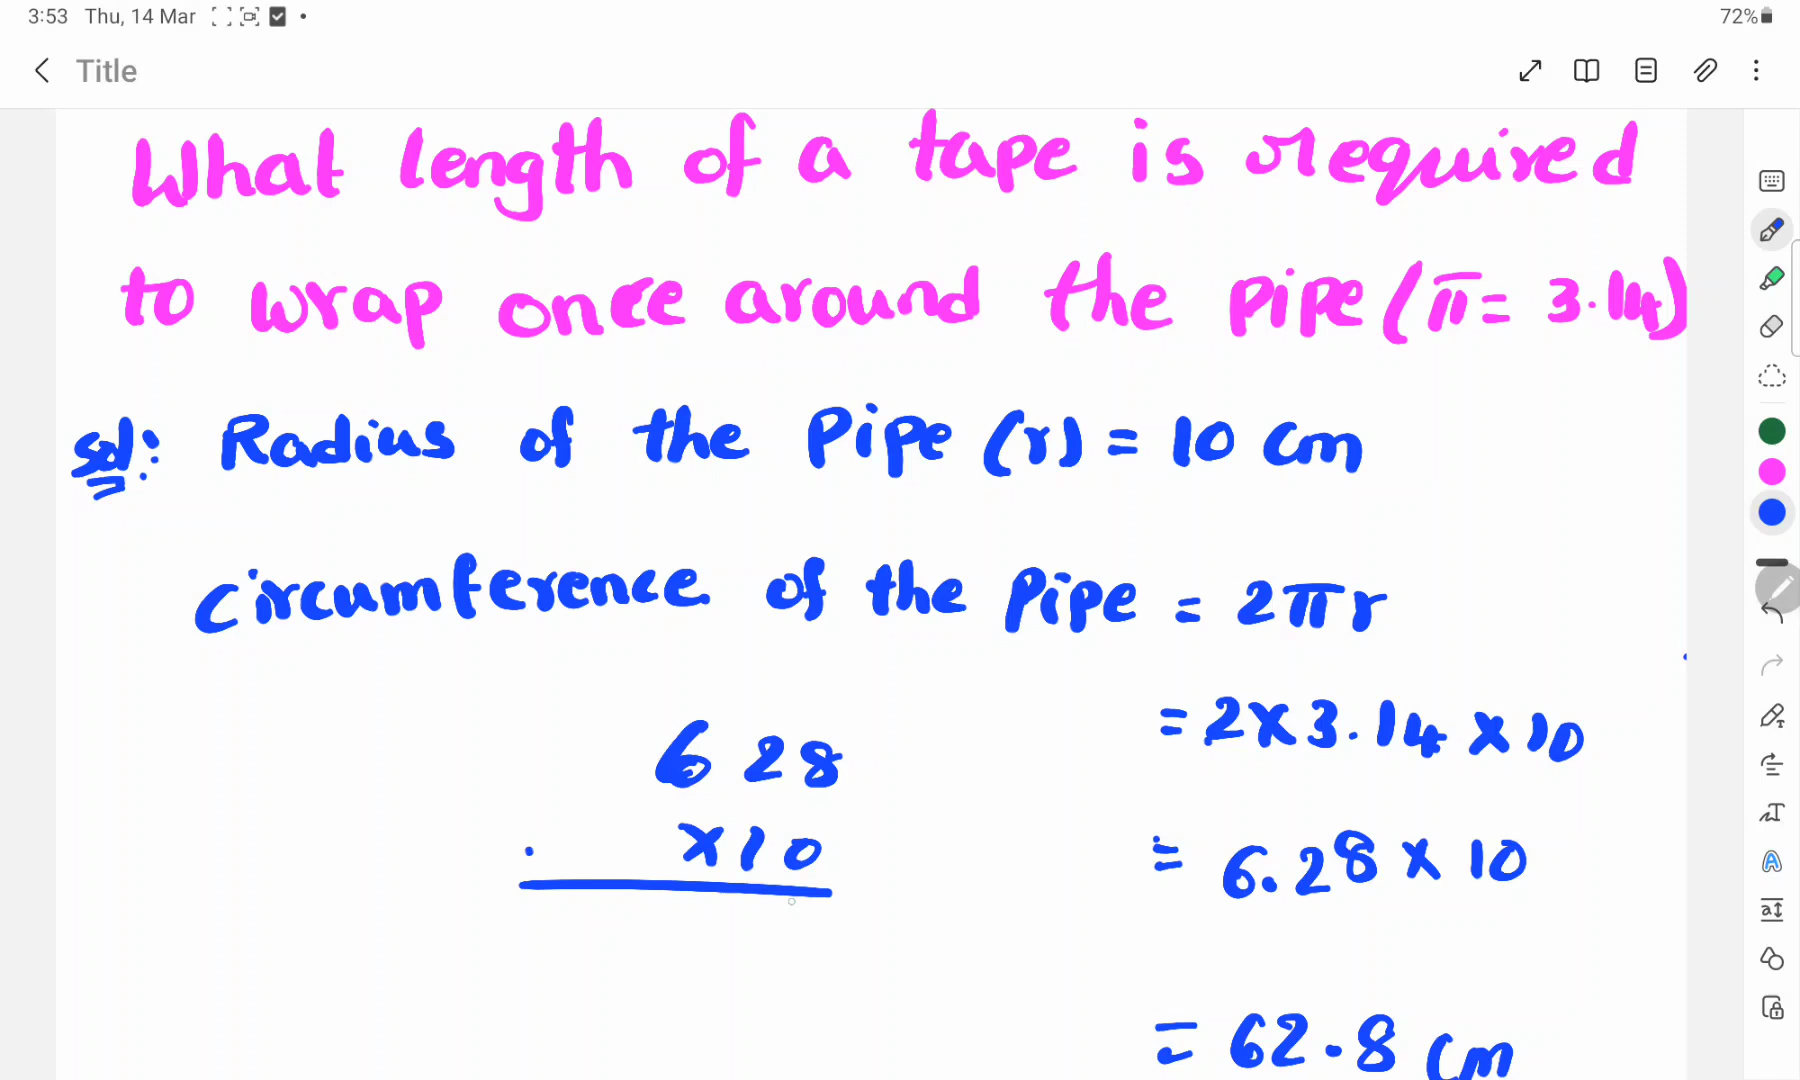 3:53 Thu, 14 Mar
72%
Title
What length of a tape is required
to wrap once around the pipe (π = 3.14)
Sol: Radius of the Pipe (r) = 10 cm
Circumference of the Pipe = 2πr
= 2 x 3.14 x 10
628
x 10
= 6.28 x 10
= 62.8 cm